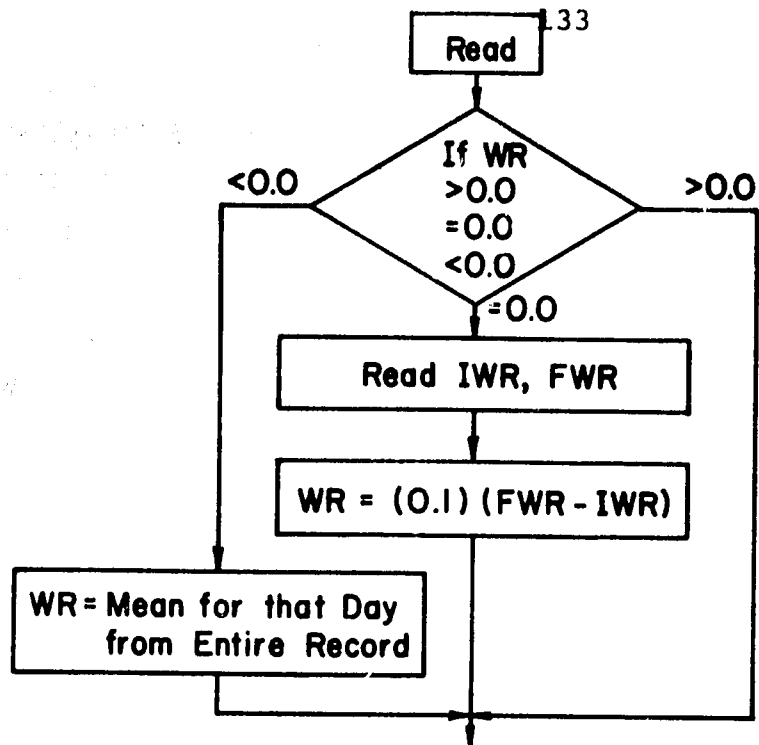 133
Read
If WR
>0.0
=0.0
<0.0
<0.0
>0.0
=0.0
Read IWR, FWR
WR = (0.1) (FWR - IWR)
WR = Mean for that Day
from Entire Record